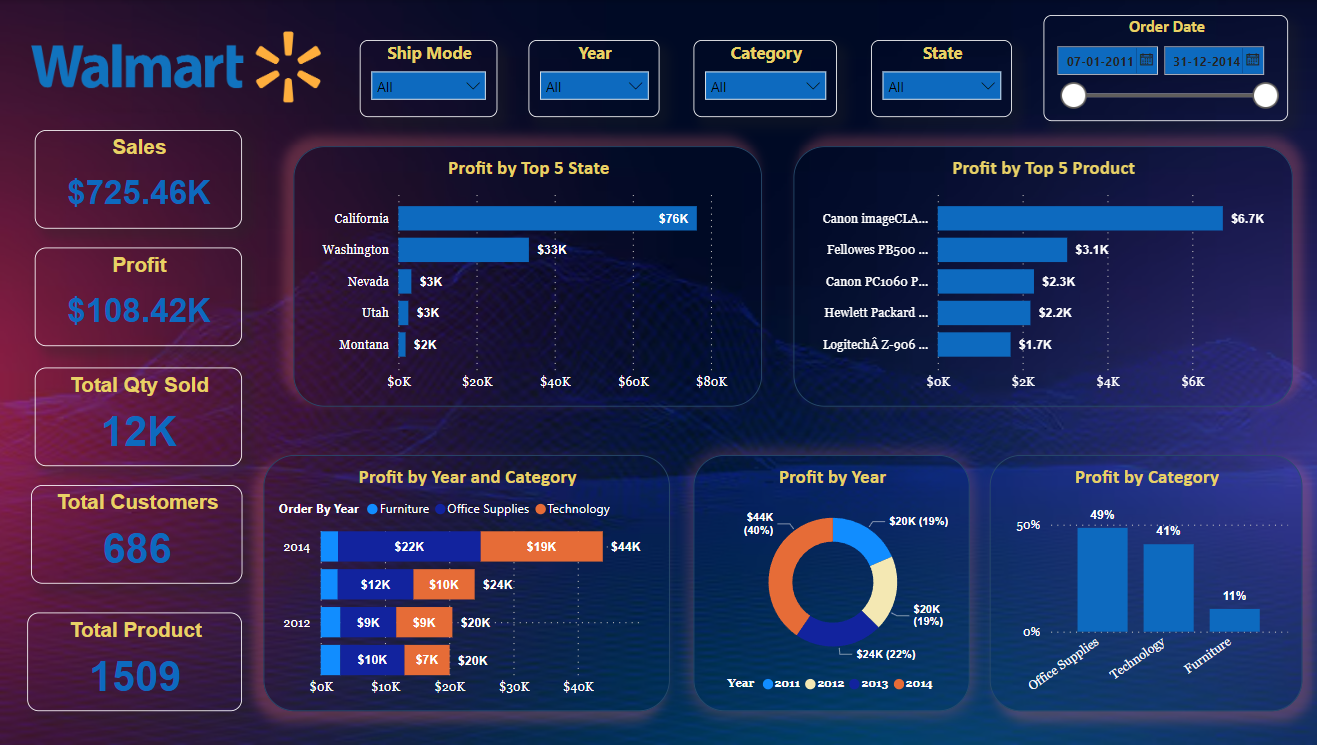 Walmart
Ship Mode
All
Year
All
Category
All
State
All
Order Date
07-01-2011
31-12-2014
Sales
$725.46K
Profit
$108.42K
Total Qty Sold
12K
Total Customers
686
Total Product
1509
Profit by Top 5 State
California
$76K
Washington
$33K
Nevada
$3K
Utah
$3K
Montana
$2K
$0K $20K $40K $60K $80K
Profit by Top 5 Product
Canon imageCLA...
$6.7K
Fellowes PB500 ...
$3.1K
Canon PC1060 P...
$2.3K
Hewlett Packard ...
$2.2K
LogitechÂ Z-906 ...
$1.7K
$0K $2K $4K $6K
Profit by Year and Category
Order By Year Furniture Office Supplies Technology
2014 $22K $19K $44K
$12K $10K $24K
2012 $9K $9K $20K
$10K $7K $20K
$0K $10K $20K $30K $40K
Profit by Year
$44K
(40%)
$20K (19%)
$20K
(19%)
$24K (22%)
Year 2011 2012 2013 2014
Profit by Category
50%
49%
41%
11%
0%
Office Supplies
Technology
Furniture